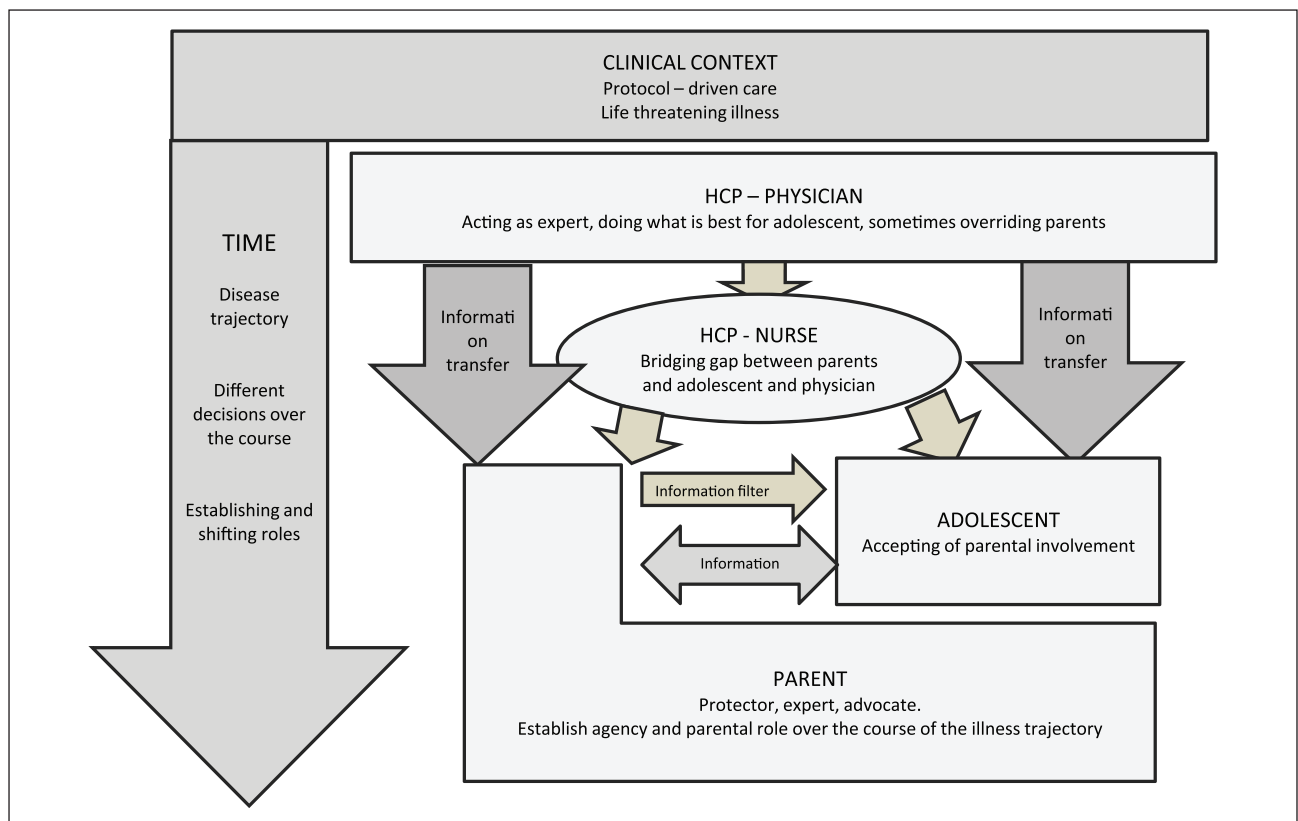 CLINICAL CONTEXT
Protocol – driven care
Life threatening illness
HCP – PHYSICIAN
Acting as expert, doing what is best for adolescent, sometimes overriding parents
TIME
Disease
trajectory
Different
decisions over
the course
Establishing and
shifting roles
Informati
on
transfer
HCP - NURSE
Bridging gap between parents
and adolescent and physician
Informati
on
transfer
Information filter
Information
ADOLESCENT
Accepting of parental involvement
PARENT
Protector, expert, advocate.
Establish agency and parental role over the course of the illness trajectory